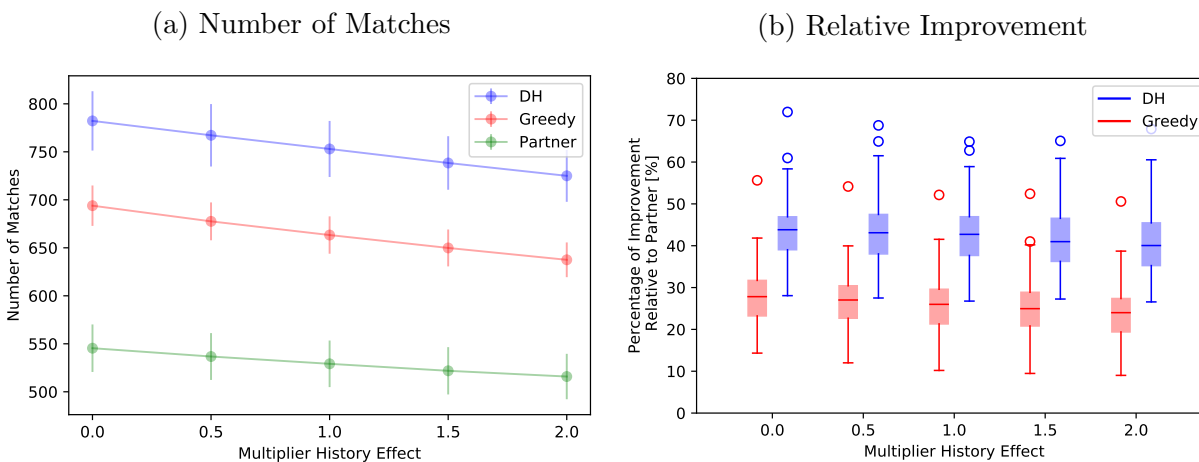 (a) Number of Matches
800
750
700
650
600
550
500
Number of Matches
0.0 0.5 1.0 1.5 2.0
Multiplier History Effect
DH
Greedy
Partner
(b) Relative Improvement
80
70
60
50
40
30
20
10
0
Percentage of Improvement
Relative to Partner [%]
0.0 0.5 1.0 1.5 2.0
Multiplier History Effect
DH
Greedy